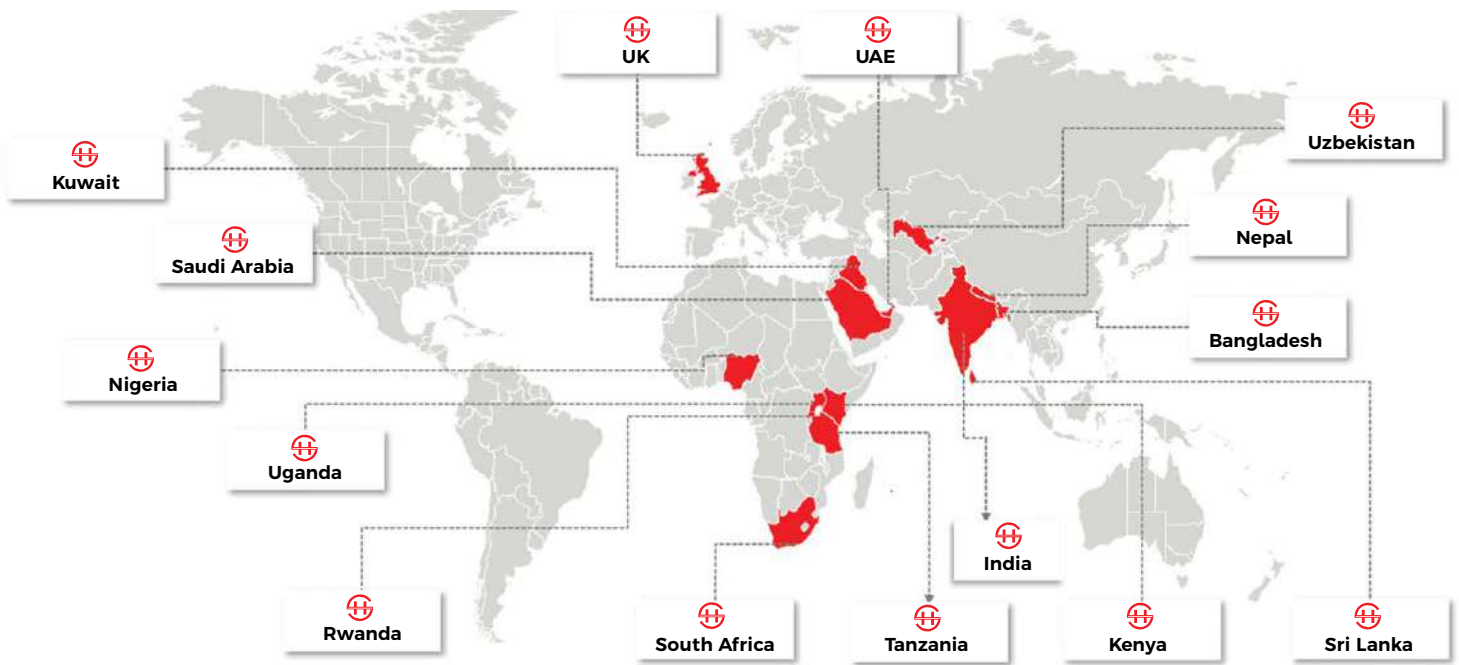 UK
UAE
Uzbekistan
Kuwait
Nepal
Saudi Arabia
Bangladesh
Nigeria
Uganda
India
Rwanda
South Africa
Tanzania
Kenya
Sri Lanka